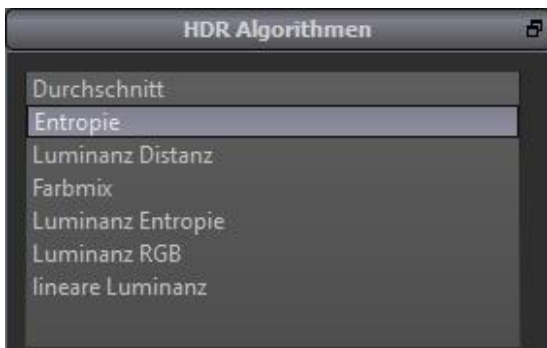 HDR Algorithmen
Durchschnitt
Entropie
Luminanz Distanz
Farbmix
Luminanz Entropie
Luminanz RGB
lineare Luminanz